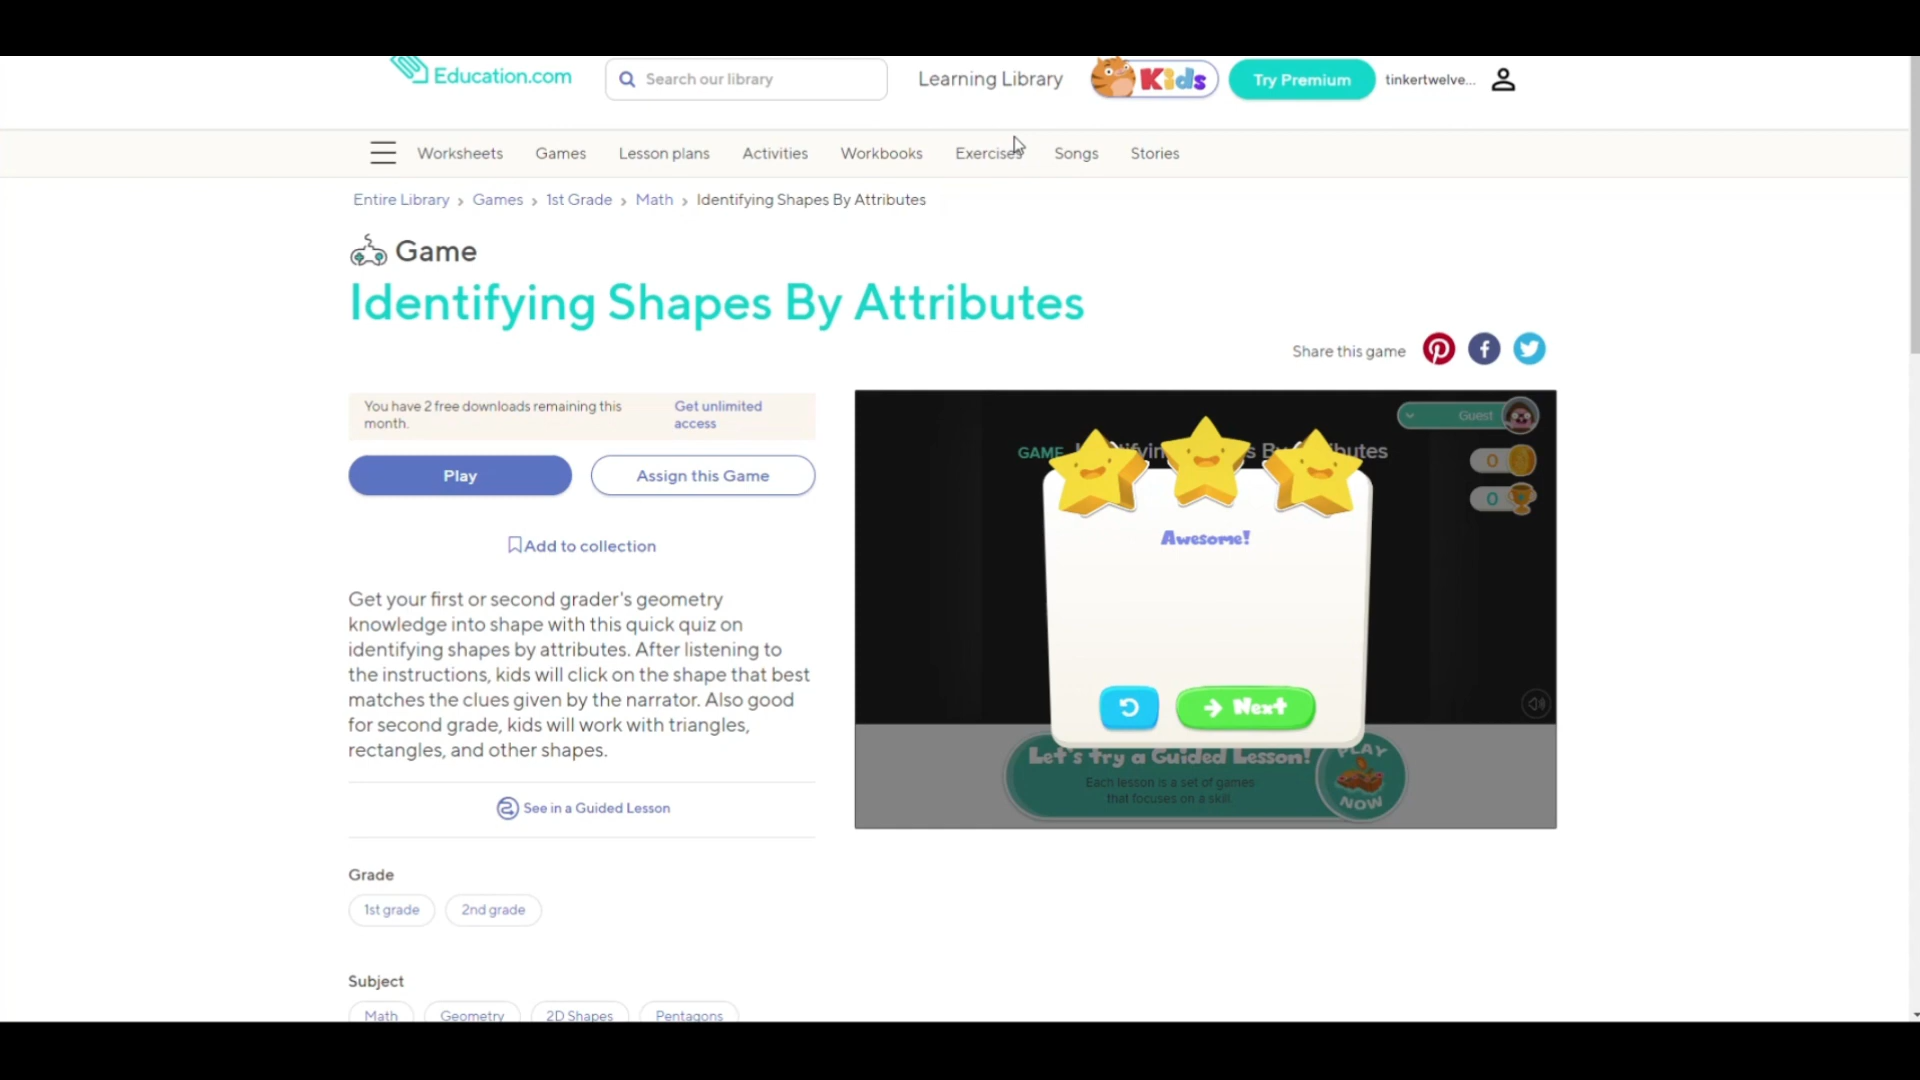 Education.com
Search our library
Learning Library
Kids
Try Premium
tinkertwelve...
Worksheets
Games
Lesson plans
Activities
Workbooks
Exercises
Songs
Stories
Entire Library > Games > 1st Grade > Math > Identifying Shapes By Attributes
Game
Identifying Shapes By Attributes
Share this game
You have 2 free downloads remaining this
month.
Get unlimited
access
Play
Assign this Game
Add to collection
Get your first or second grader's geometry
knowledge into shape with this quick quiz on
identifying shapes by attributes. After listening to
the instructions, kids will click on the shape that best
matches the clues given by the narrator. Also good
for second grade, kids will work with triangles,
rectangles, and other shapes.
See in a Guided Lesson
Grade
1st grade
2nd grade
Subject
Math
Geometry
2D Shapes
Pentagons
Guest
GAME
0
0
Awesome!
Next
Let's try a Guided Lesson!
Each lesson is a set of games
that focuses on a skill
PLAY
NOW